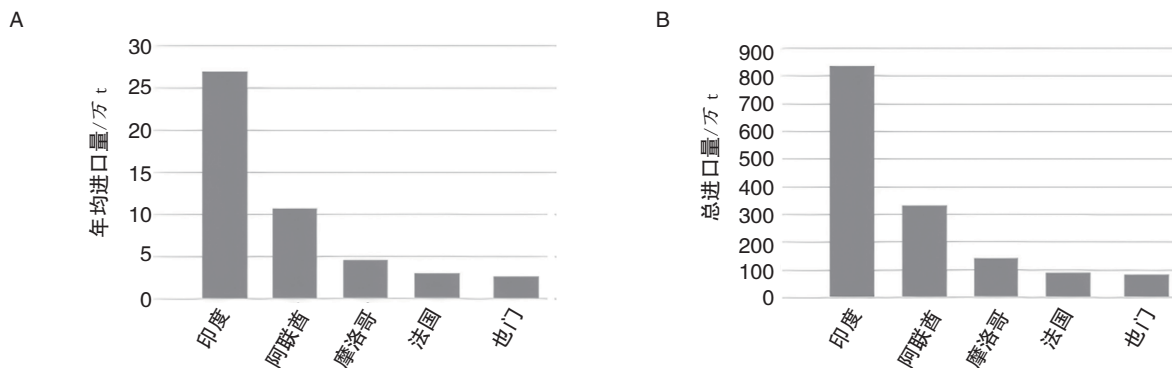 A
年均进口量/万 t
30
25
20
15
10
5
0
印度
阿联酋
摩洛哥
法国
也门
B
总进口量/万 t
900
800
700
600
500
400
300
200
100
0
印度
阿联酋
摩洛哥
法国
也门